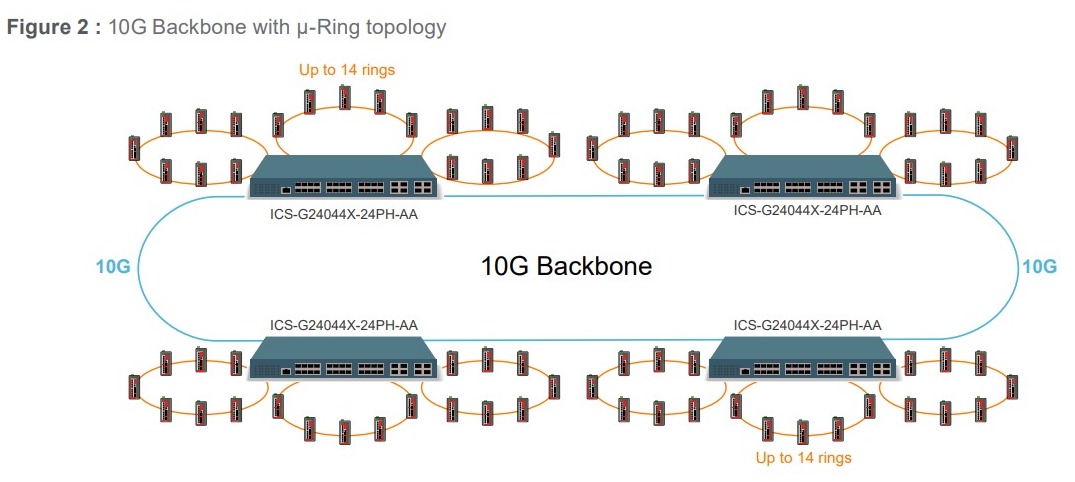 Figure 2 : 10G Backbone with µ-Ring topology
Up to 14 rings
ICS-G24044X-24PH-AA
ICS-G24044X-24PH-AA
10G
10G Backbone
10G
ICS-G24044X-24PH-AA
ICS-G24044X-24PH-AA
Up to 14 rings